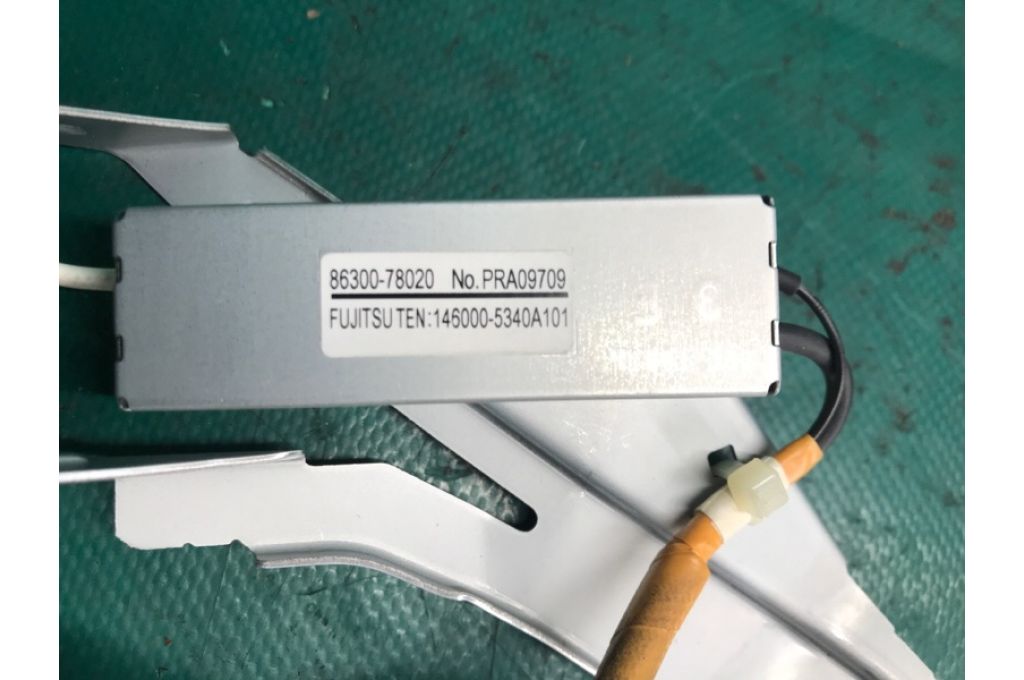 86300-78020 No.PRA09709
FUJITSU TEN:146000-5340A101